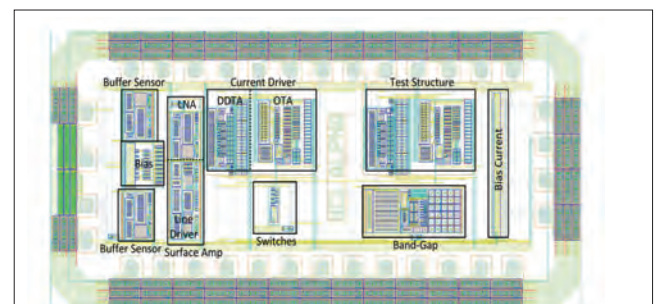 Buffer Sensor
LNA
Current Driver
DDTA
OTA
Test Structure
Bias
Bias Current
Line
Driver
Buffer Sensor
Surface Amp
Switches
Band-Gap